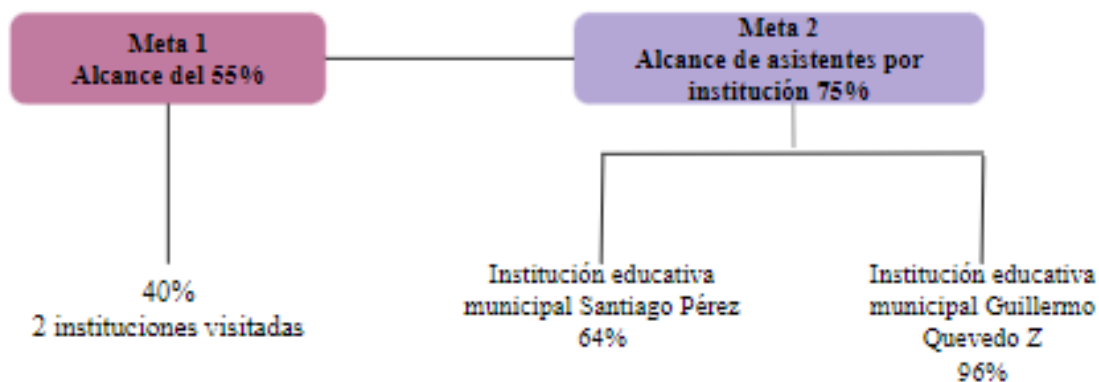 Meta 1
Alcance del 55%
Meta 2
Alcance de asistentes por
institución 75%
40%
2 instituciones visitadas
Institución educativa
municipal Santiago Pérez
64%
Institución educativa
municipal Guillermo
Quevedo Z
96%